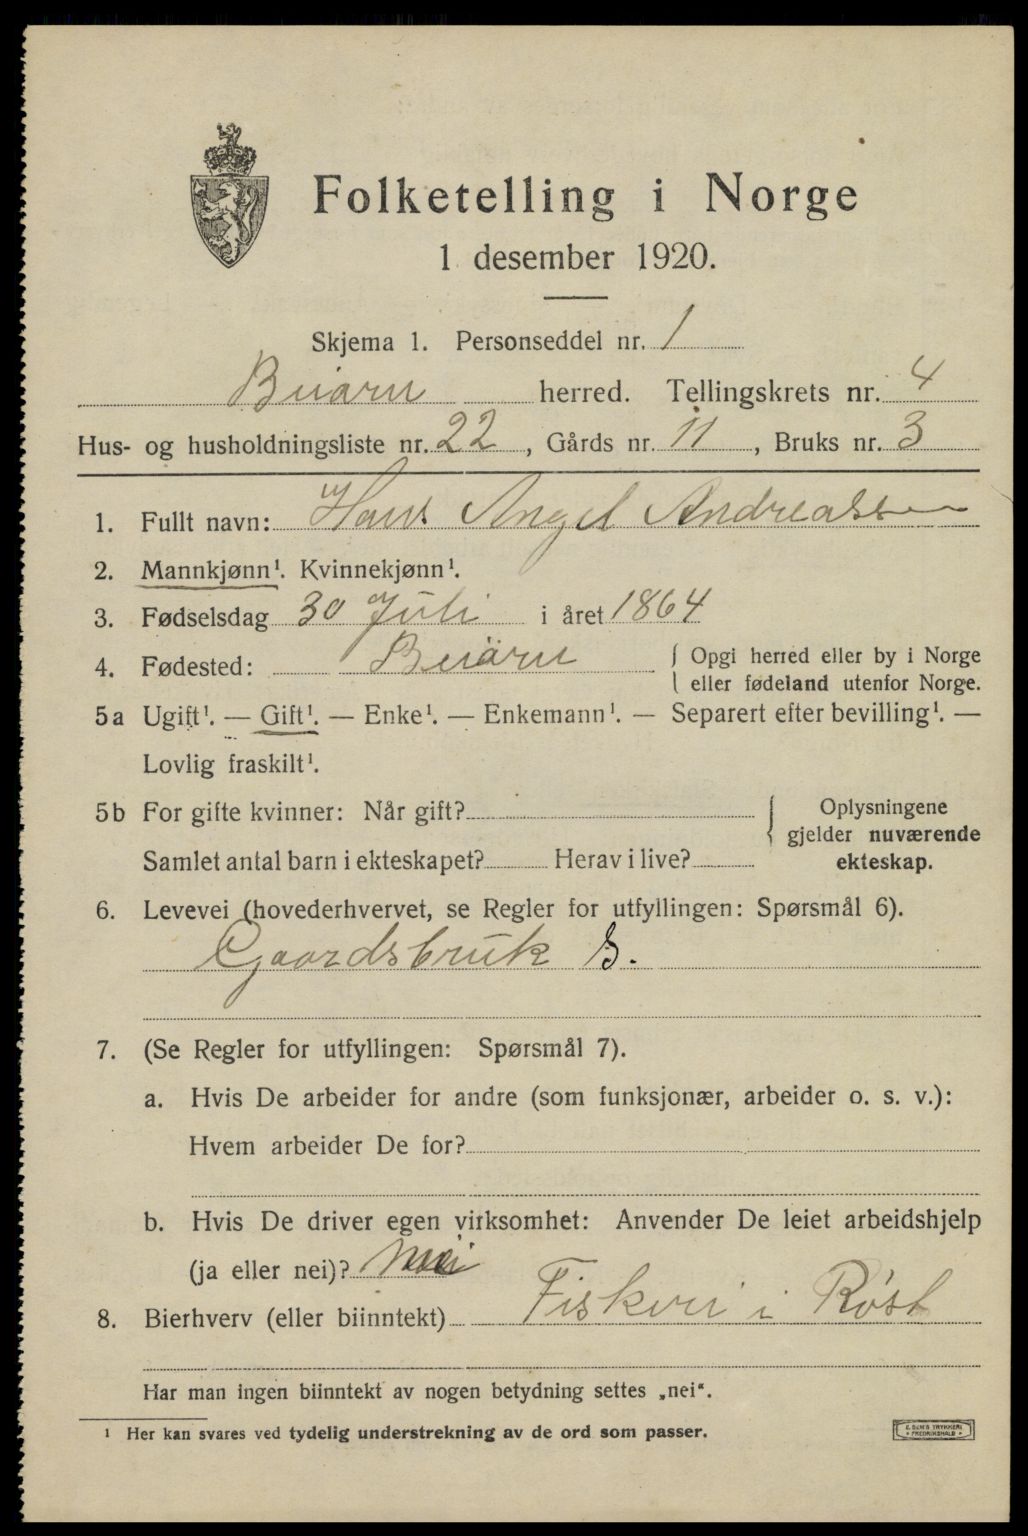 Folketelling i Norge
1 desember 1920.
Skjema 1. Personseddel nr. 1
Beiarn herred. Tellingskrets nr. 4
Hus- og husholdningsliste nr. 22, Gårds nr. 11, Bruks nr. 3
1. Fullt navn: Hans Angel Andreassen
2. Mannkjønn¹. Kvinnekjønn¹.
3. Fødselsdag 30 Juli i året 1864
4. Fødested: Beiarn { Opgi herred eller by i Norge
eller fødeland utenfor Norge.
5a Ugift¹. — Gift¹. — Enke¹. — Enkemann¹. — Separert efter bevilling¹. —
Lovlig fraskilt¹.
5b For gifte kvinner: Når gift? { Oplysningene
gjelder nuværende
Samlet antal barn i ekteskapet? Herav i live? ekteskap.
6. Levevei (hovederhvervet, se Regler for utfyllingen: Spørsmål 6).
Gaardsbruk S.
7. (Se Regler for utfyllingen: Spørsmål 7).
a. Hvis De arbeider for andre (som funksjonær, arbeider o. s. v.):
Hvem arbeider De for?
b. Hvis De driver egen virksomhet: Anvender De leiet arbeidshjelp
(ja eller nei)? nei
8. Bierhverv (eller biinntekt) Fiskeri i Røst
Har man ingen biinntekt av nogen betydning settes „nei“.
¹ Her kan svares ved tydelig understrekning av de ord som passer.
E. SEM'S TRYKKERI
• FREDRIKSHALD •